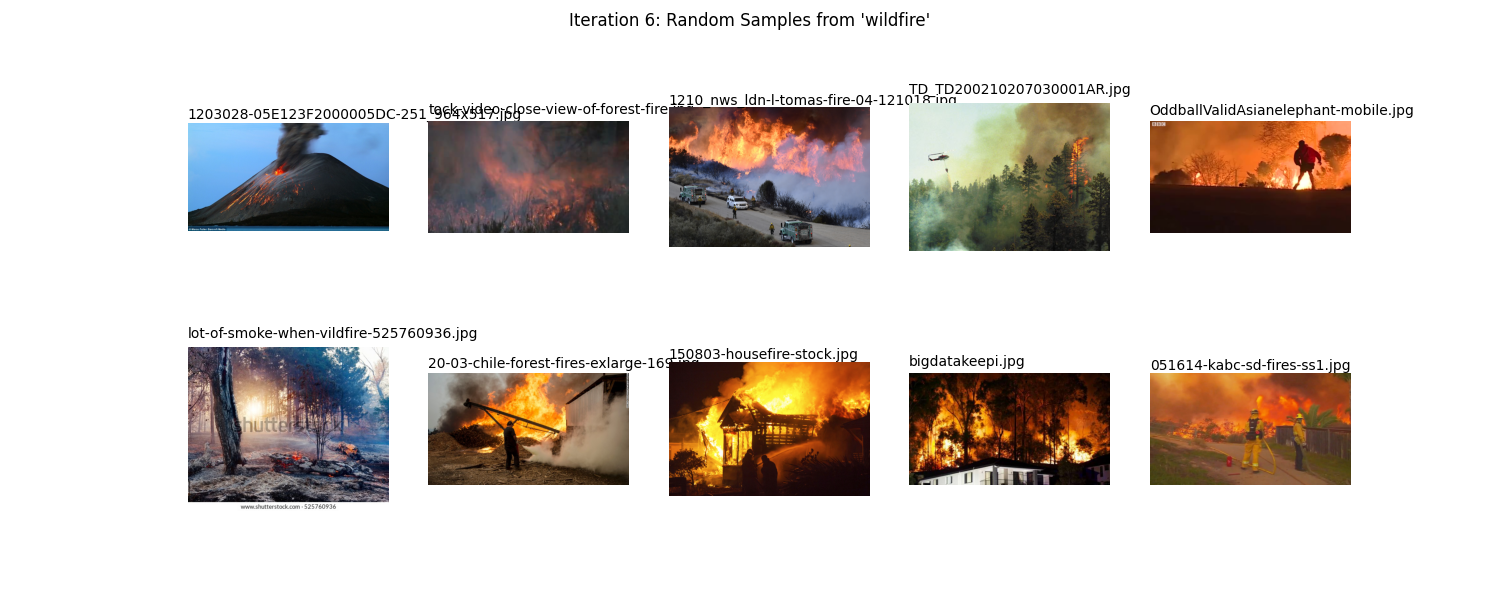 Iteration 6: Random Samples from 'wildfire'
1203028-05E123F2000005DC-251_964x517.jpg
tock-video-close-view-of-forest-fire.jpg
1210_nws_ldn-l-tomas-fire-04-121018.jpg
TD_TD200210207030001AR.jpg
OddballValidAsianelephant-mobile.jpg
BBC
lot-of-smoke-when-vildfire-525760936.jpg
20-03-chile-forest-fires-exlarge-169.jpg
150803-housefire-stock.jpg
bigdatakeepi.jpg
051614-kabc-sd-fires-ss1.jpg
shutterstock
www.shutterstock.com · 525760936